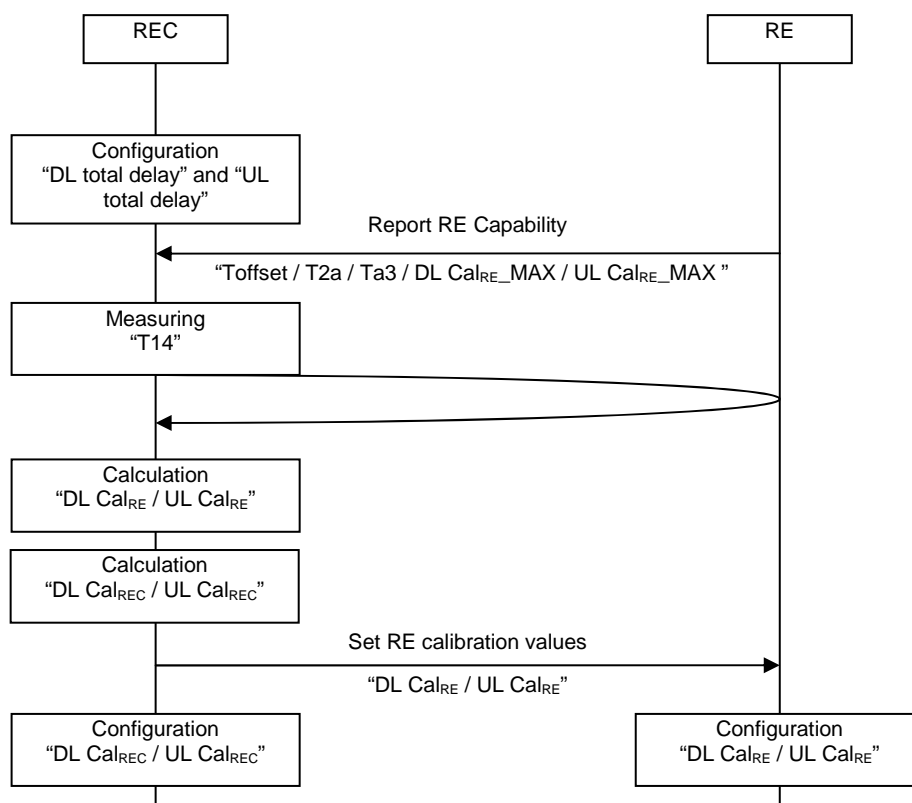 REC
RE
Configuration
“DL total delay” and “UL
total delay”
Report RE Capability
“Toffset / T2a / Ta3 / DL CalRE_MAX / UL CalRE_MAX ”
Measuring
“T14”
Calculation
“DL CalRE / UL CalRE”
Calculation
“DL CalREC / UL CalREC”
Set RE calibration values
“DL CalRE / UL CalRE”
Configuration
“DL CalREC / UL CalREC”
Configuration
“DL CalRE / UL CalRE”